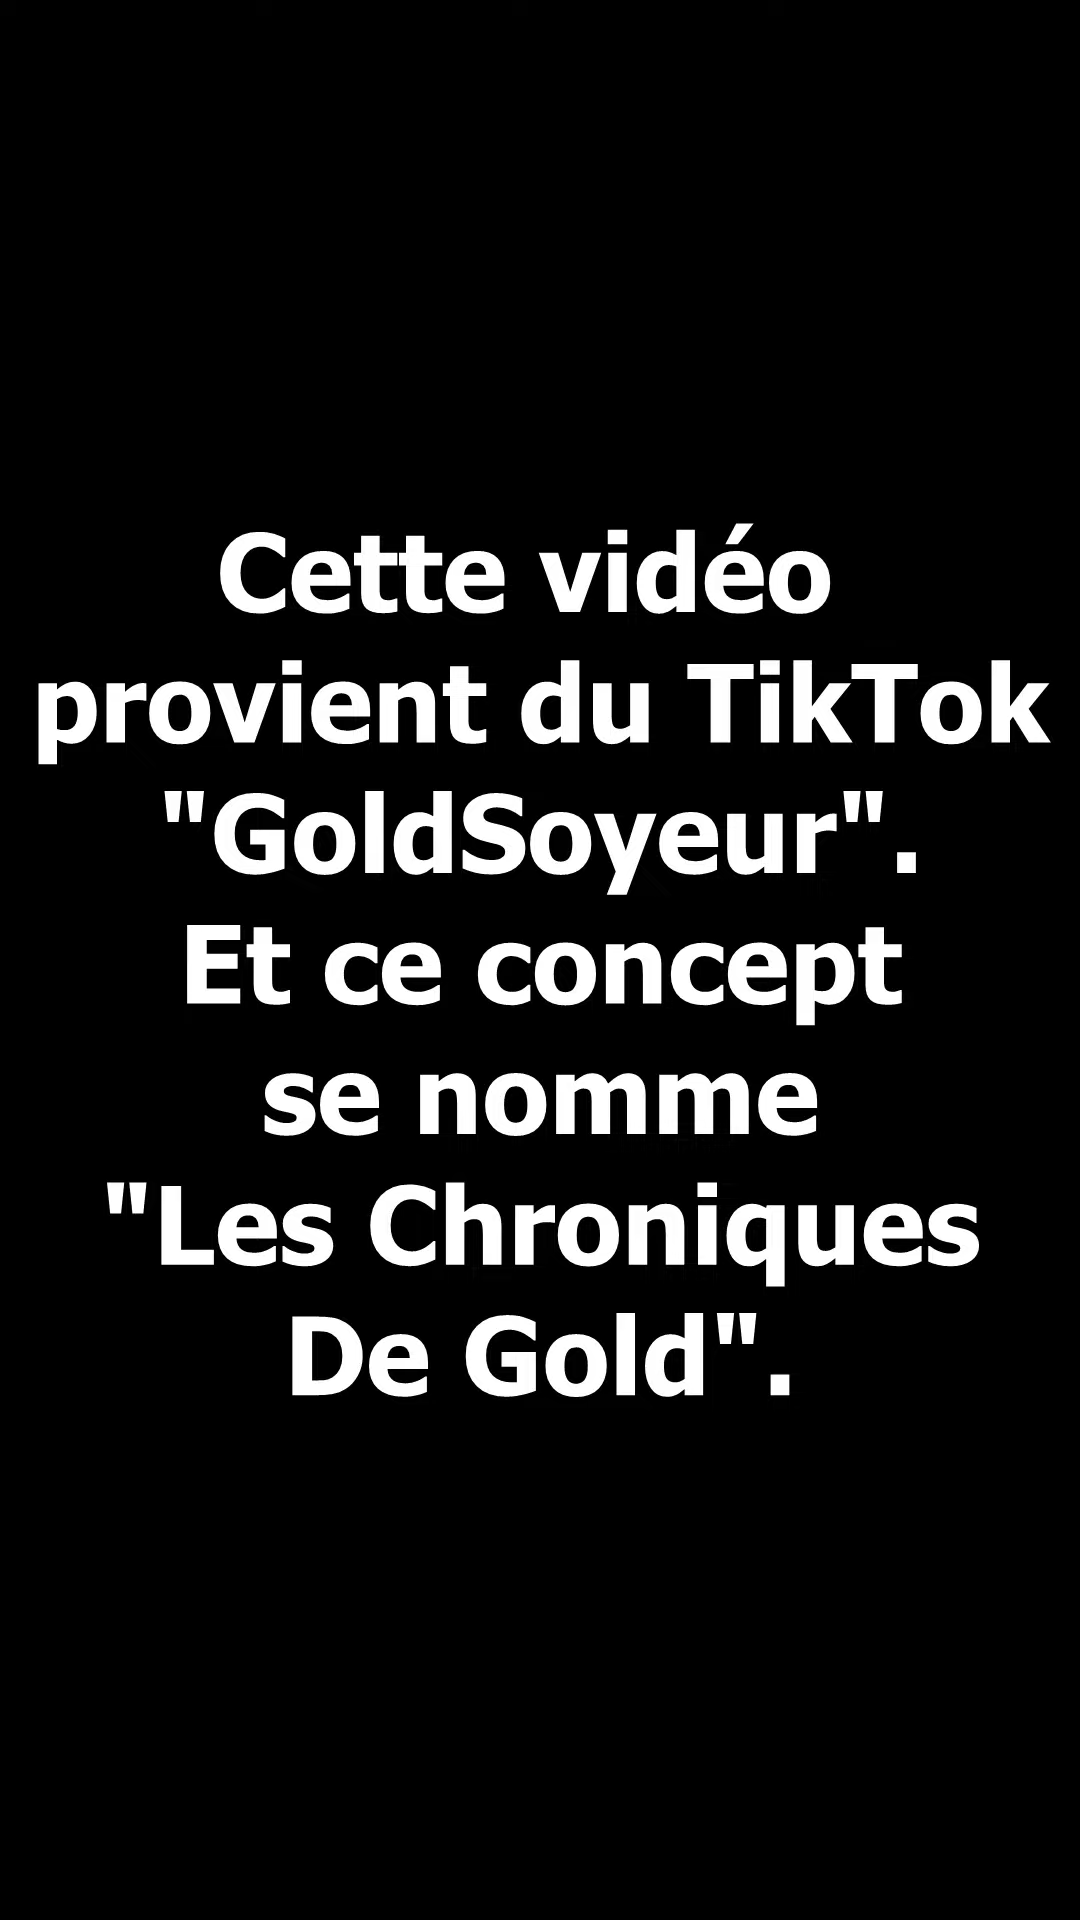 Cette vidéo
provient du TikTok
"GoldSoyeur".
Et ce concept
se nomme
"Les Chroniques
De Gold".